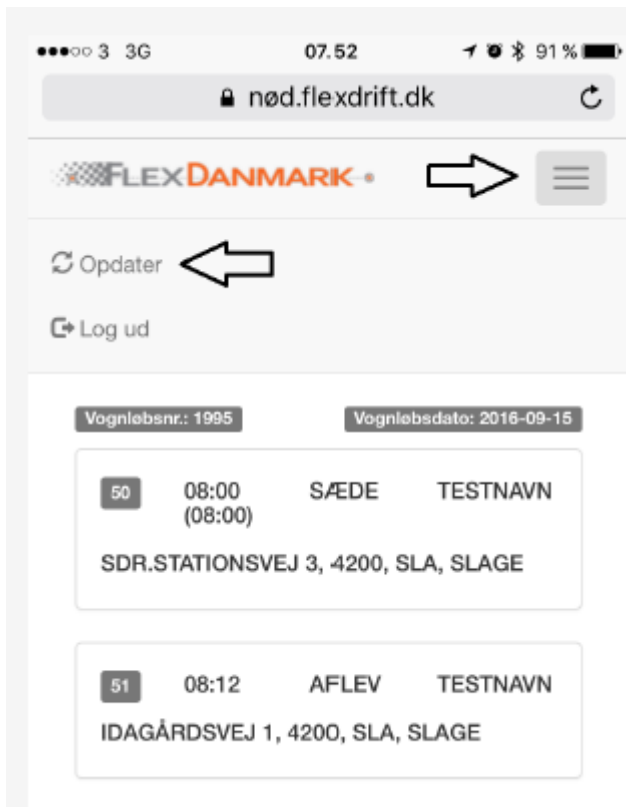 3 3G 07.52 91 %
nød.flexdrift.dk
FLEXDANMARK
Opdater
Log ud
Vognløbsnr.: 1995 Vognløbsdato: 2016-09-15
50 08:00 SÆDE TESTNAVN
(08:00)
SDR.STATIONSVEJ 3, 4200, SLA, SLAGE
51 08:12 AFLEV TESTNAVN
IDAGÅRDSVEJ 1, 4200, SLA, SLAGE